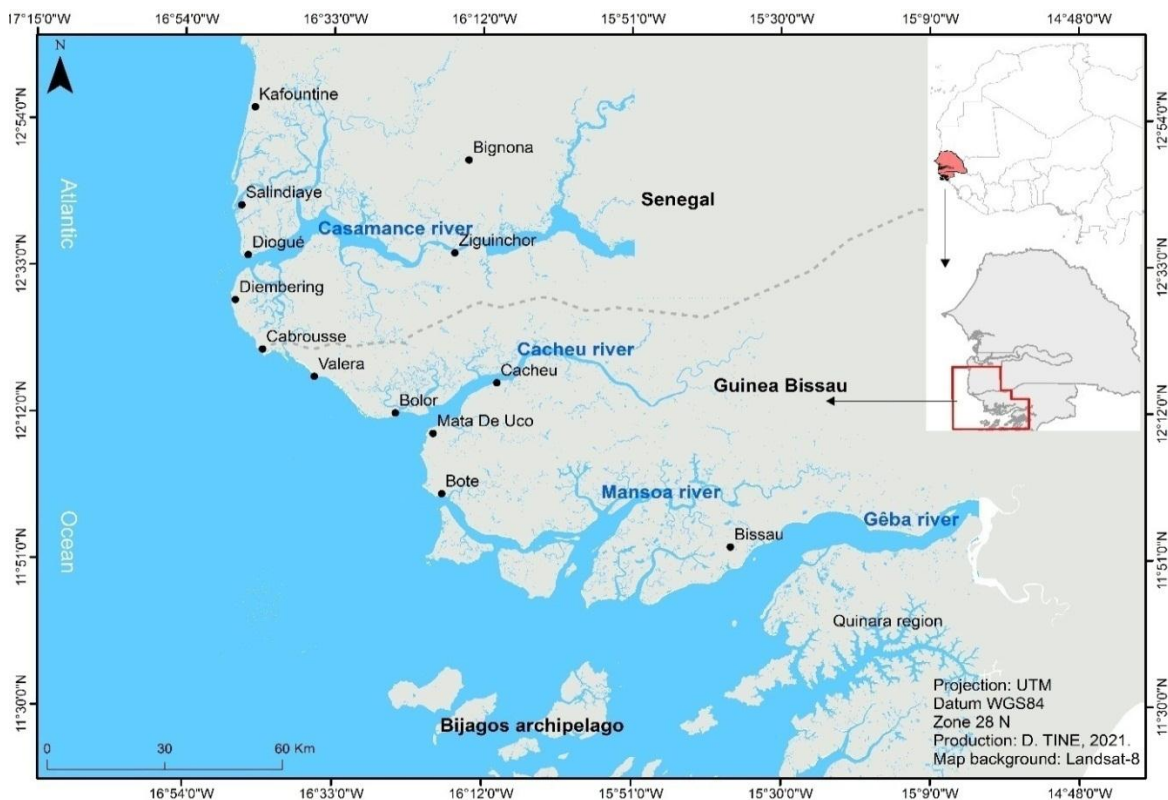 17°15'0"W
16°54'0"W
16°33'0"W
16°12'0"W
15°51'0"W
15°30'0"W
15°9'0"W
14°48'0"W
N
12°54'0"N
12°54'0"N
Kafountine
Bignona
Atlantic
Salindiaye
Senegal
Casamance river
Diogué
Ziguinchor
12°33'0"N
12°33'0"N
Diembering
Cabrousse
Cacheu river
Valera
Cacheu
Guinea Bissau
Bolor
12°12'0"N
12°12'0"N
Mata De Uco
Bote
Mansoa river
Gêba river
Ocean
Bissau
11°51'0"N
11°51'0"N
Quinara region
11°30'0"N
11°30'0"N
Bijagos archipelago
Projection: UTM
Datum WGS84
Zone 28 N
Production: D. TINE, 2021.
Map background: Landsat-8
0 30 60 Km
16°54'0"W
16°33'0"W
16°12'0"W
15°51'0"W
15°30'0"W
15°9'0"W
14°48'0"W